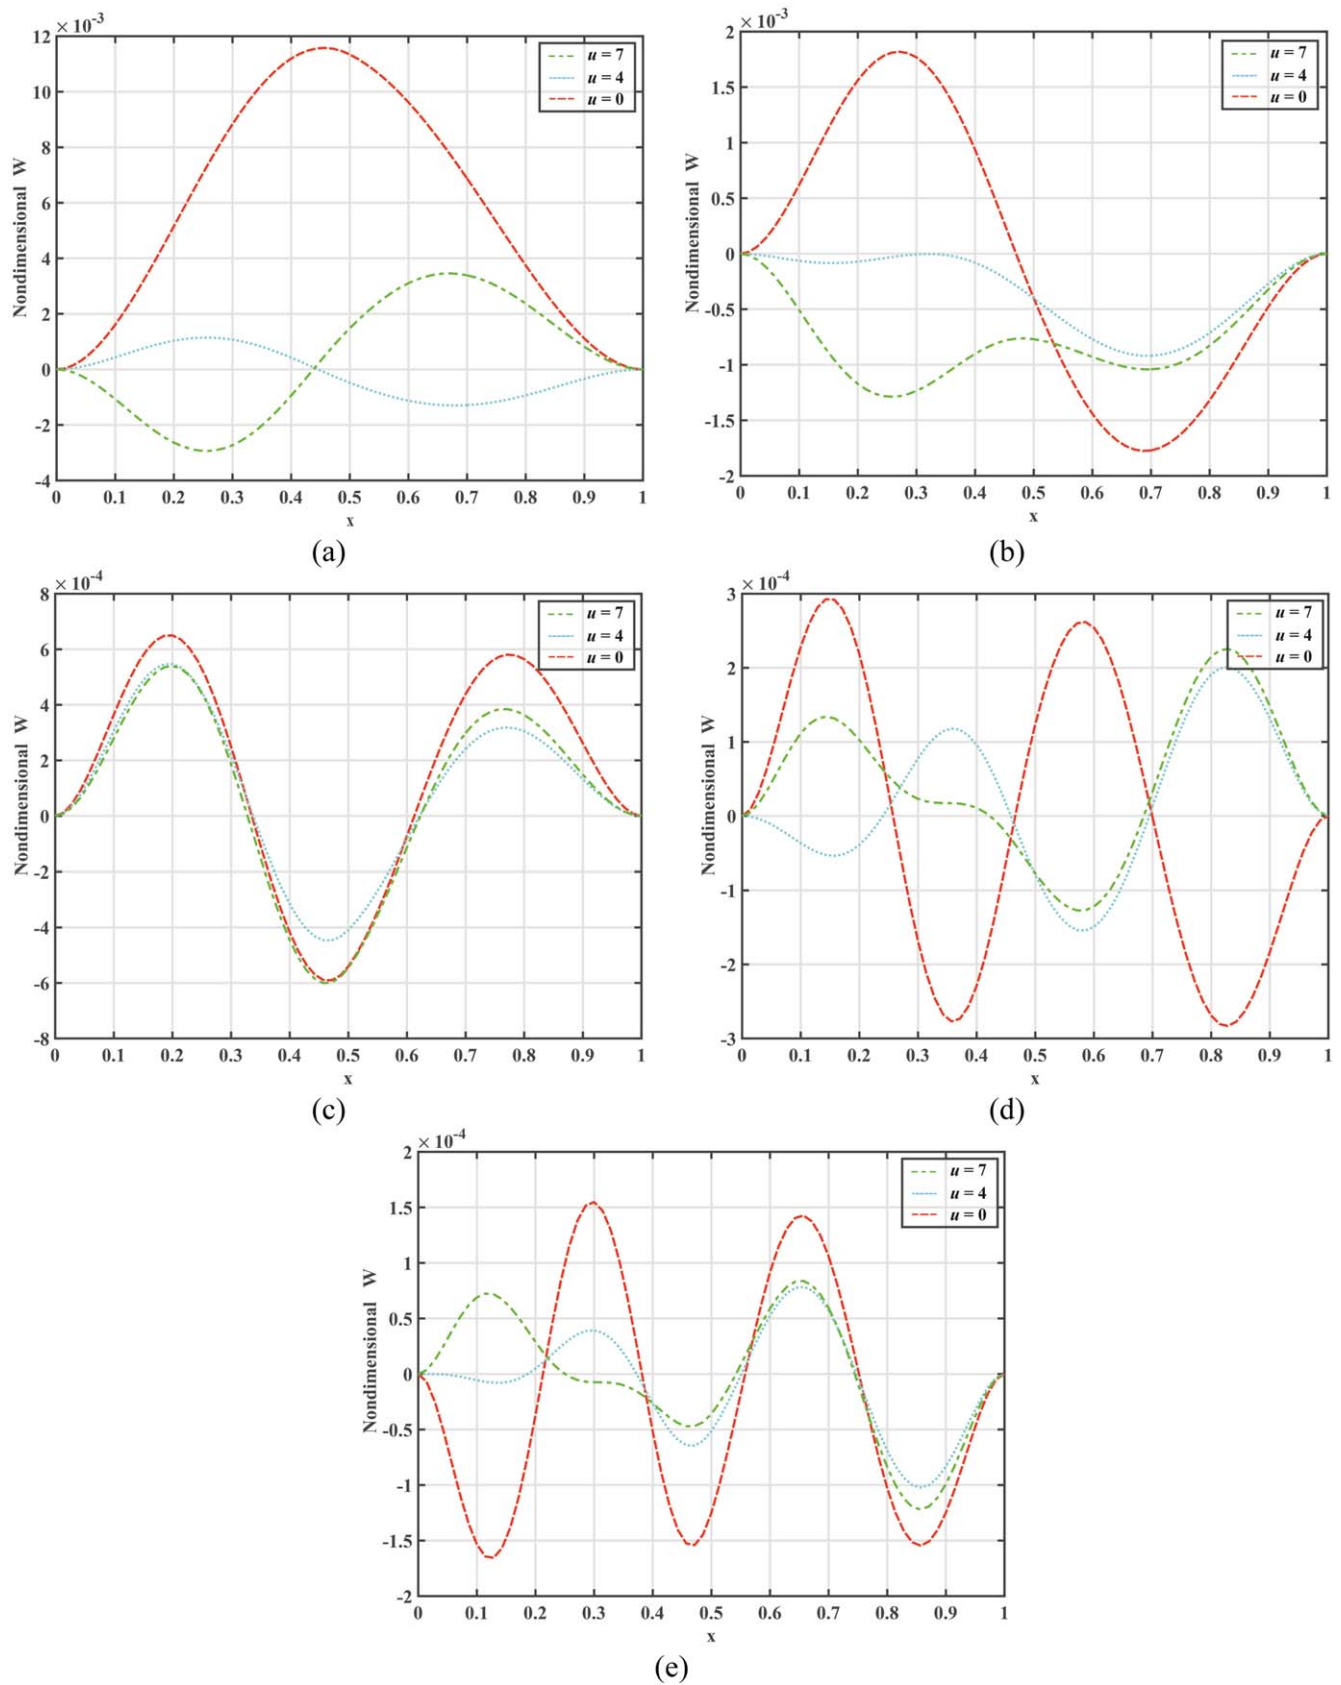 × 10-3
12
10
8
6
4
2
0
-2
-4
Nondimensional W
u = 7
u = 4
u = 0
0 0.1 0.2 0.3 0.4 0.5 0.6 0.7 0.8 0.9 1
x
(a)
× 10-3
2
1.5
1
0.5
0
-0.5
-1
-1.5
-2
Nondimensional W
u = 7
u = 4
u = 0
0 0.1 0.2 0.3 0.4 0.5 0.6 0.7 0.8 0.9 1
x
(b)
× 10-4
8
6
4
2
0
-2
-4
-6
-8
Nondimensional W
u = 7
u = 4
u = 0
0 0.1 0.2 0.3 0.4 0.5 0.6 0.7 0.8 0.9 1
x
(c)
× 10-4
3
2
1
0
-1
-2
-3
Nondimensional W
u = 7
u = 4
u = 0
0 0.1 0.2 0.3 0.4 0.5 0.6 0.7 0.8 0.9 1
x
(d)
× 10-4
2
1.5
1
0.5
0
-0.5
-1
-1.5
-2
Nondimensional W
u = 7
u = 4
u = 0
0 0.1 0.2 0.3 0.4 0.5 0.6 0.7 0.8 0.9 1
x
(e)